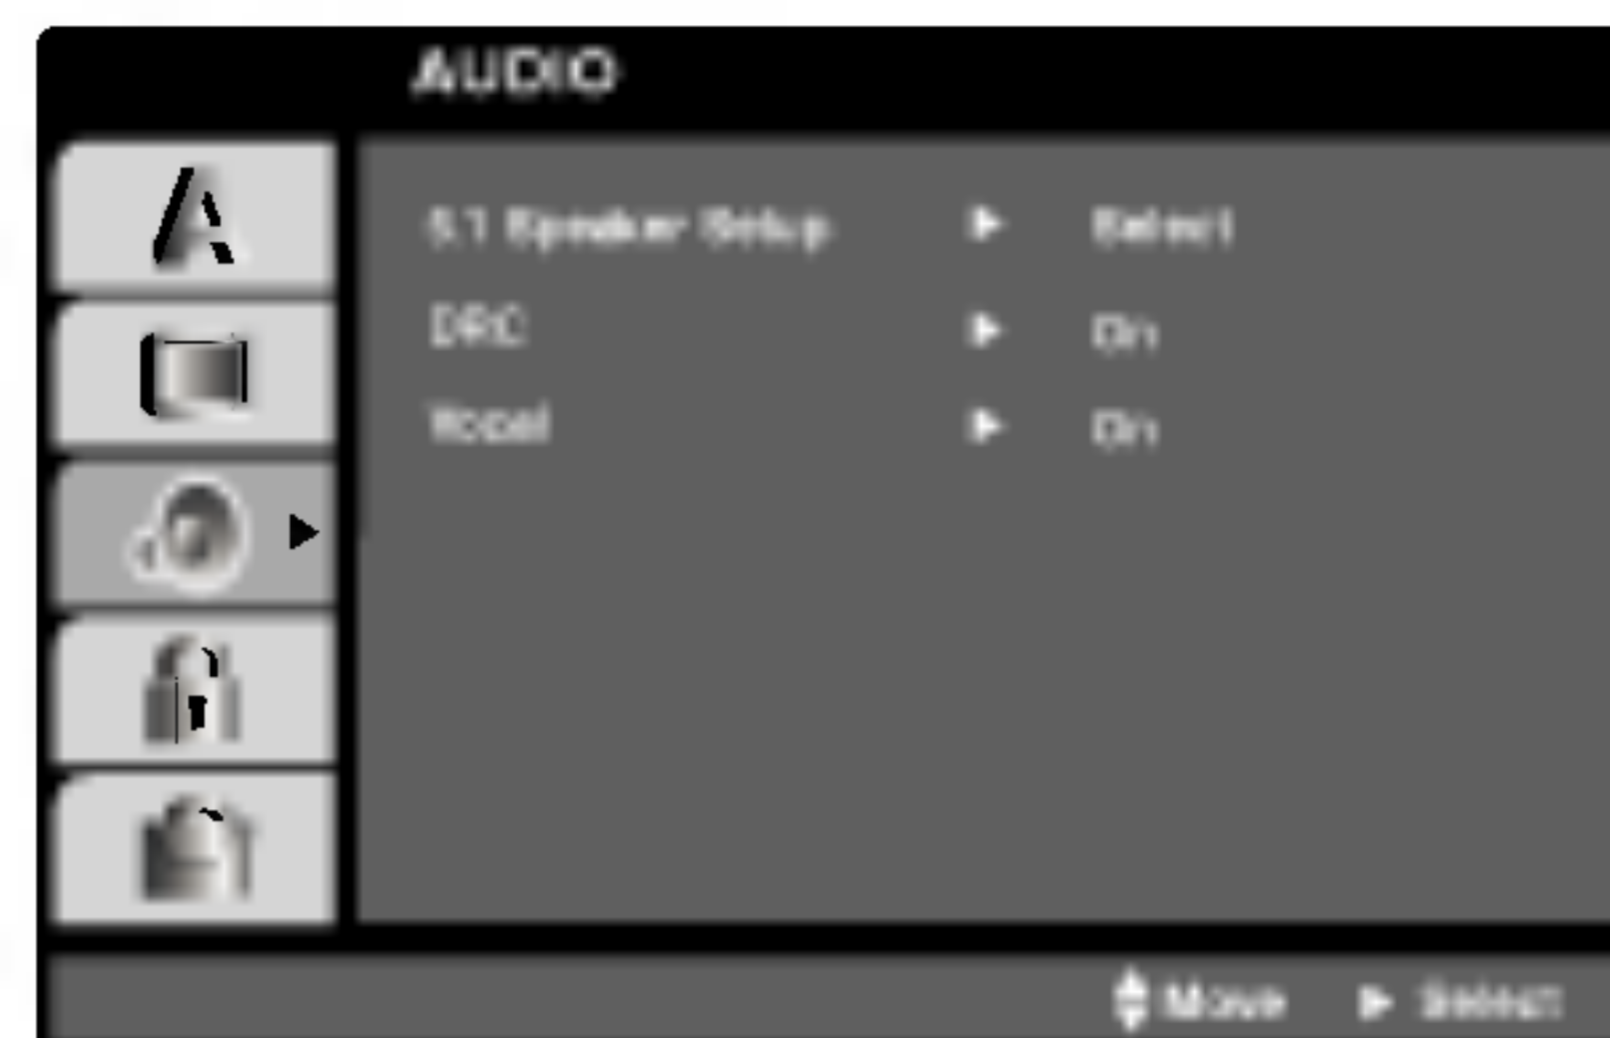 AUDIO
5.1 Speaker Setup ► Select
DRC ► On
Vocal ► On
Move ► Select